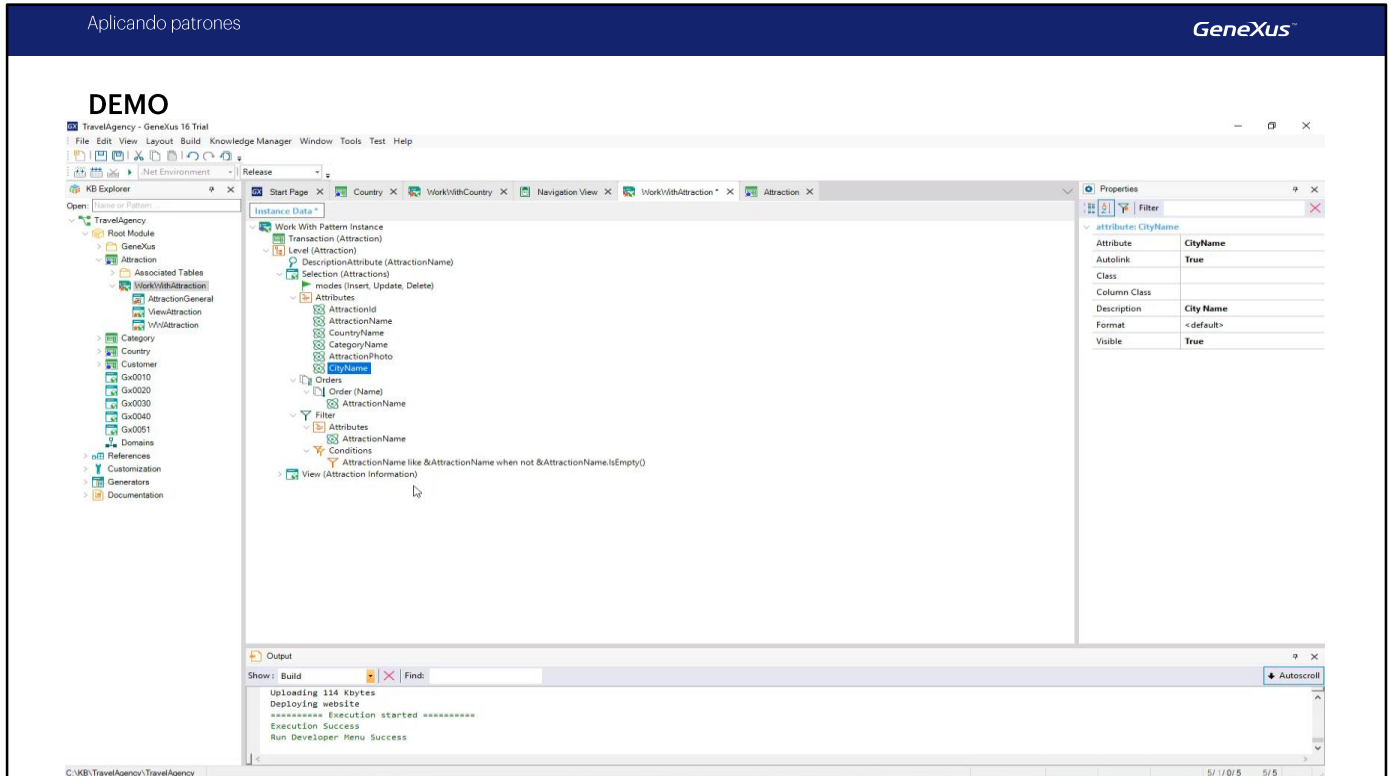 Aplicando patrones
GeneXus™
DEMO
TravelAgency - GeneXus 16 Trial
File Edit View Layout Build Knowledge Manager Window Tools Test Help
.Net Environment Release
KB Explorer
Open: Name or Pattern ...
TravelAgency
Root Module
GeneXus
Attraction
Associated Tables
WorkWithAttraction
AttractionGeneral
ViewAttraction
WWAttraction
Category
Country
Customer
Gx0010
Gx0020
Gx0030
Gx0040
Gx0051
Domains
References
Customization
Generators
Documentation
Start Page Country WorkWithCountry Navigation View WorkWithAttraction * Attraction
Instance Data *
Work With Pattern Instance
Transaction (Attraction)
Level (Attraction)
DescriptionAttribute (AttractionName)
Selection (Attractions)
modes (Insert, Update, Delete)
Attributes
AttractionId
AttractionName
CountryName
CategoryName
AttractionPhoto
CityName
Orders
Order (Name)
AttractionName
Filter
Attributes
AttractionName
Conditions
AttractionName like &AttractionName when not &AttractionName.IsEmpty()
View (Attraction Information)
Properties
Filter
attribute: CityName
Attribute CityName
Autolink True
Class
Column Class
Description City Name
Format <default>
Visible True
Output
Show: Build Find:
Autoscroll
Uploading 114 Kbytes
Deploying website
========== Execution started ==========
Execution Success
Run Developer Menu Success
C:\KB\TravelAgency\TravelAgency
5/1/0/5 5/5